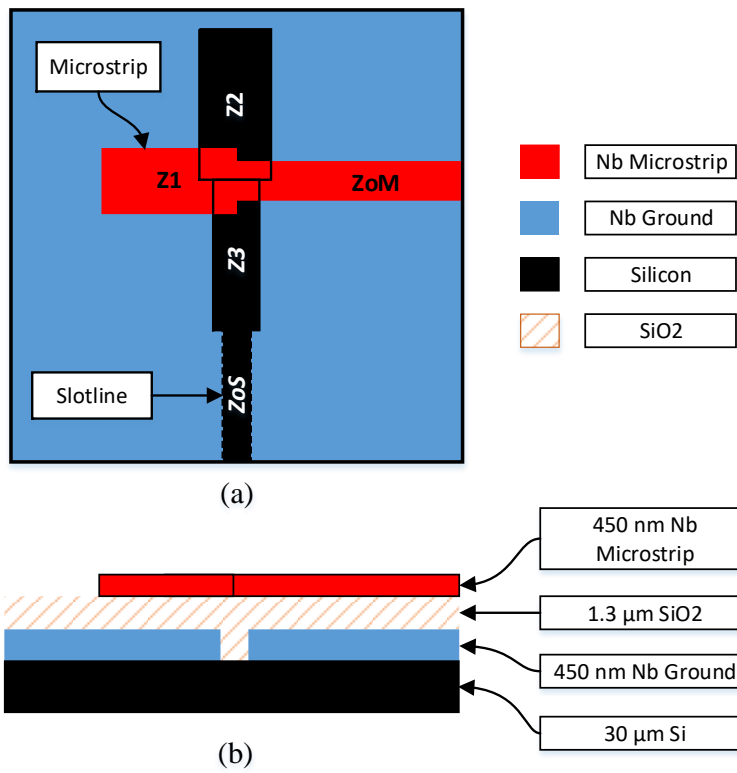 Microstrip
Z2
Z1
ZoM
Z3
Slotline
ZoS
(a)
Nb Microstrip
Nb Ground
Silicon
SiO2
450 nm Nb
Microstrip
1.3 µm SiO2
450 nm Nb Ground
30 µm Si
(b)